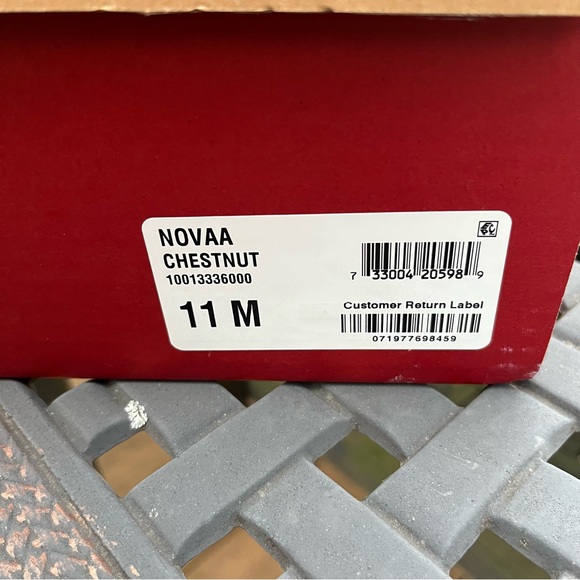 NOVAA
CHESTNUT
10013336000
11 M
7 33004 20598 9
Customer Return Label
071977698459